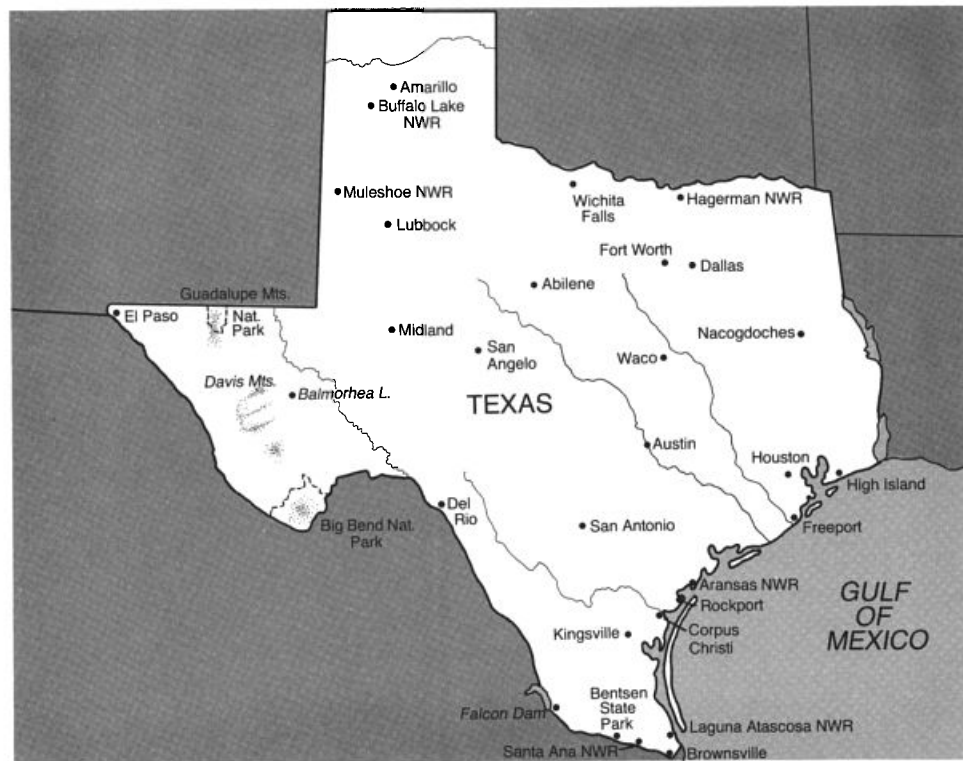 Amarillo
Buffalo Lake
NWR
Muleshoe NWR
Lubbock
Wichita
Falls
Hagerman NWR
Fort Worth
Dallas
Abilene
Guadalupe Mts.
Nat.
Park
El Paso
Midland
San
Angelo
Nacogdoches
Waco
Davis Mts.
Balmorhea L.
TEXAS
Austin
Houston
High Island
Del
Rio
Big Bend Nat.
Park
San Antonio
Freeport
Aransas NWR
Rockport
GULF
OF
MEXICO
Kingsville
Corpus
Christi
Bentsen
State
Park
Falcon Dam
Laguna Atascosa NWR
Santa Ana NWR
Brownsville